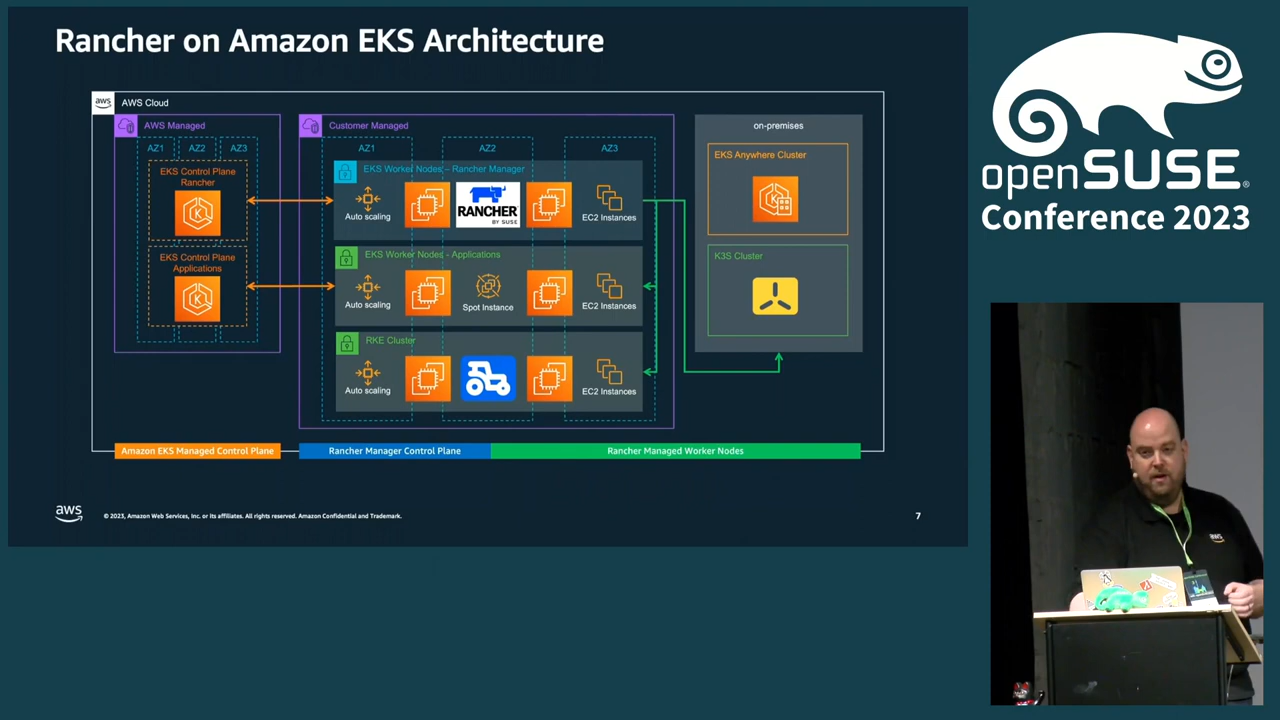 Rancher on Amazon EKS Architecture
aws
AWS Cloud
AWS Managed
AZ1
AZ2
AZ3
EKS Control Plane
Rancher
EKS Control Plane
Applications
Customer Managed
AZ1
AZ2
AZ3
EKS Worker Nodes – Rancher Manager
Auto scaling
RANCHER
BY SUSE
EC2 Instances
EKS Worker Nodes - Applications
Auto scaling
Spot Instance
EC2 Instances
RKE Cluster
Auto scaling
EC2 Instances
on-premises
EKS Anywhere Cluster
K3S Cluster
Amazon EKS Managed Control Plane
Rancher Manager Control Plane
Rancher Managed Worker Nodes
aws
© 2023, Amazon Web Services, Inc. or its affiliates. All rights reserved. Amazon Confidential and Trademark.
7
openSUSE®
Conference 2023
aws